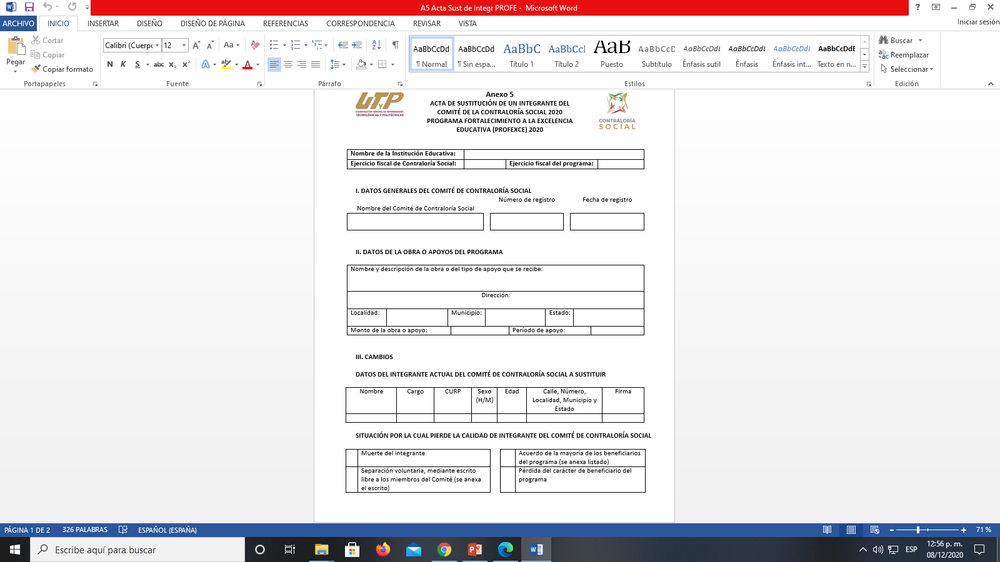 A5 Acta Sust de Integr PROFE - Microsoft Word
ARCHIVO INICIO INSERTAR DISEÑO DISEÑO DE PÁGINA REFERENCIAS CORRESPONDENCIA REVISAR VISTA Iniciar sesión
Pegar
Cortar
Copiar
Copiar formato
Portapapeles
Calibri (Cuerpo 12
Fuente
Párrafo
AaBbCcDd AaBbCcDd AaBbC AaBbCcI AaB AaBbCcD AaBbCcDdE AaBbCcDdE AaBbCcDdE AaBbCcDdE
¶ Normal ¶ Sin espa... Título 1 Título 2 Puesto Subtítulo Énfasis sutil Énfasis Énfasis int... Texto en n...
Estilos
Buscar
Reemplazar
Seleccionar
Edición
UTyP
COORDINACIÓN GENERAL DE UNIVERSIDADES
TECNOLÓGICAS Y POLITÉCNICAS
Anexo 5
ACTA DE SUSTITUCIÓN DE UN INTEGRANTE DEL
COMITÉ DE LA CONTRALORÍA SOCIAL 2020
PROGRAMA FORTALECIMIENTO A LA EXCELENCIA
EDUCATIVA (PROFEXCE) 2020
CONTRALORÍA
SOCIAL
Nombre de la Institución Educativa:
Ejercicio fiscal de Contraloría Social: Ejercicio fiscal del programa:
I. DATOS GENERALES DEL COMITÉ DE CONTRALORÍA SOCIAL
Número de registro Fecha de registro
Nombre del Comité de Contraloría Social
II. DATOS DE LA OBRA O APOYOS DEL PROGRAMA
Nombre y descripción de la obra o del tipo de apoyo que se recibe:
Dirección:
Localidad: Municipio: Estado:
Monto de la obra o apoyo: Período de apoyo:
III. CAMBIOS
DATOS DEL INTEGRANTE ACTUAL DEL COMITÉ DE CONTRALORÍA SOCIAL A SUSTITUIR
Nombre Cargo CURP Sexo (H/M) Edad Calle, Número, Localidad, Municipio y Estado Firma
SITUACIÓN POR LA CUAL PIERDE LA CALIDAD DE INTEGRANTE DEL COMITÉ DE CONTRALORÍA SOCIAL
Muerte del integrante
Acuerdo de la mayoría de los beneficiarios
del programa (se anexa listado)
Separación voluntaria, mediante escrito
libre a los miembros del Comité (se anexa
el escrito)
Pérdida del carácter de beneficiario del
programa
PÁGINA 1 DE 2 326 PALABRAS ESPAÑOL (ESPAÑA) 71 %
Escribe aquí para buscar
ESP
12:56 p. m.
08/12/2020